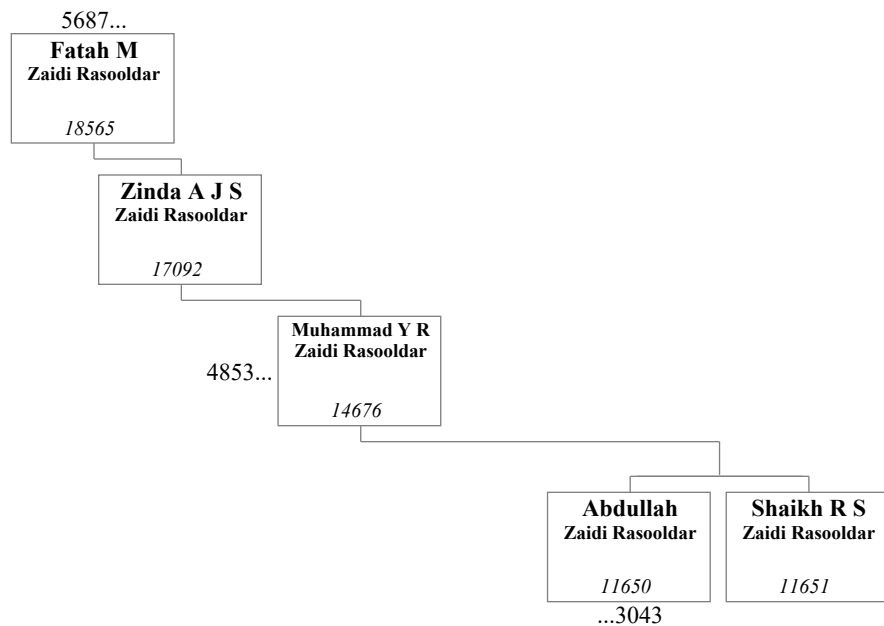 5687...
Fatah M
Zaidi Rasooldar
18565
Zinda A J S
Zaidi Rasooldar
17092
Muhammad Y R
Zaidi Rasooldar
4853...
14676
Abdullah
Zaidi Rasooldar
11650
...3043
Shaikh R S
Zaidi Rasooldar
11651